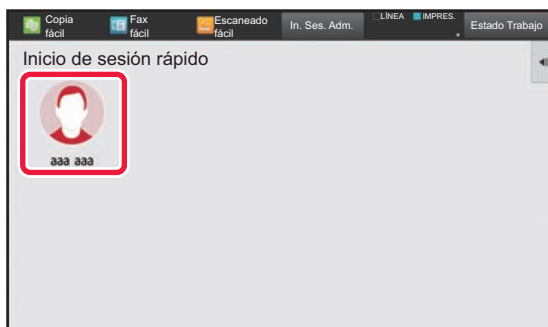 Copia
fácil
Fax
fácil
Escaneado
fácil
In. Ses. Adm.
LÍNEA
IMPRES.
Estado Trabajo
Inicio de sesión rápido
aaa aaa